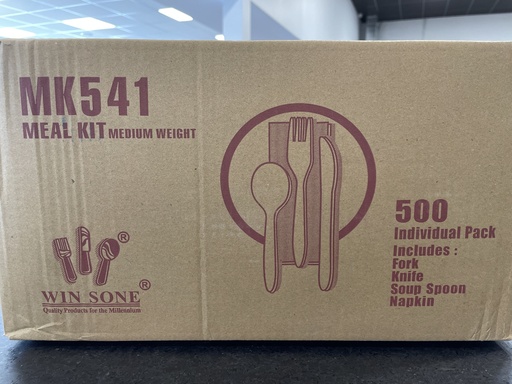 MK541
MEAL KIT MEDIUM WEIGHT
500
Individual Pack
Includes :
Fork
Knife
Soup Spoon
Napkin
®
WIN SONE ®
Quality Products for the Millennium